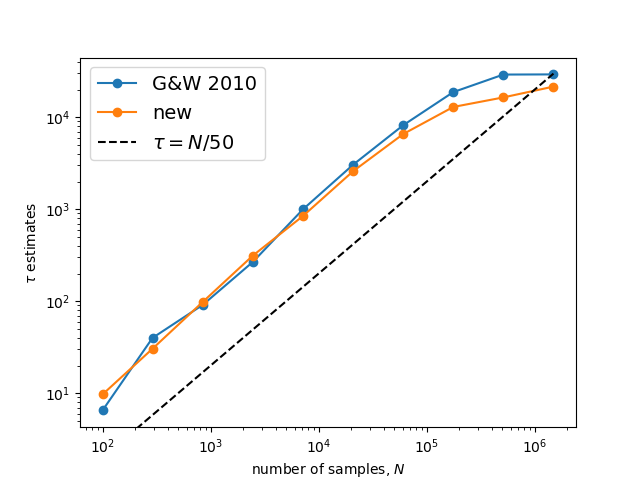 G&W 2010
new
τ = N/50
10⁴
10³
10²
10¹
τ estimates
10² 10³ 10⁴ 10⁵ 10⁶
number of samples, N